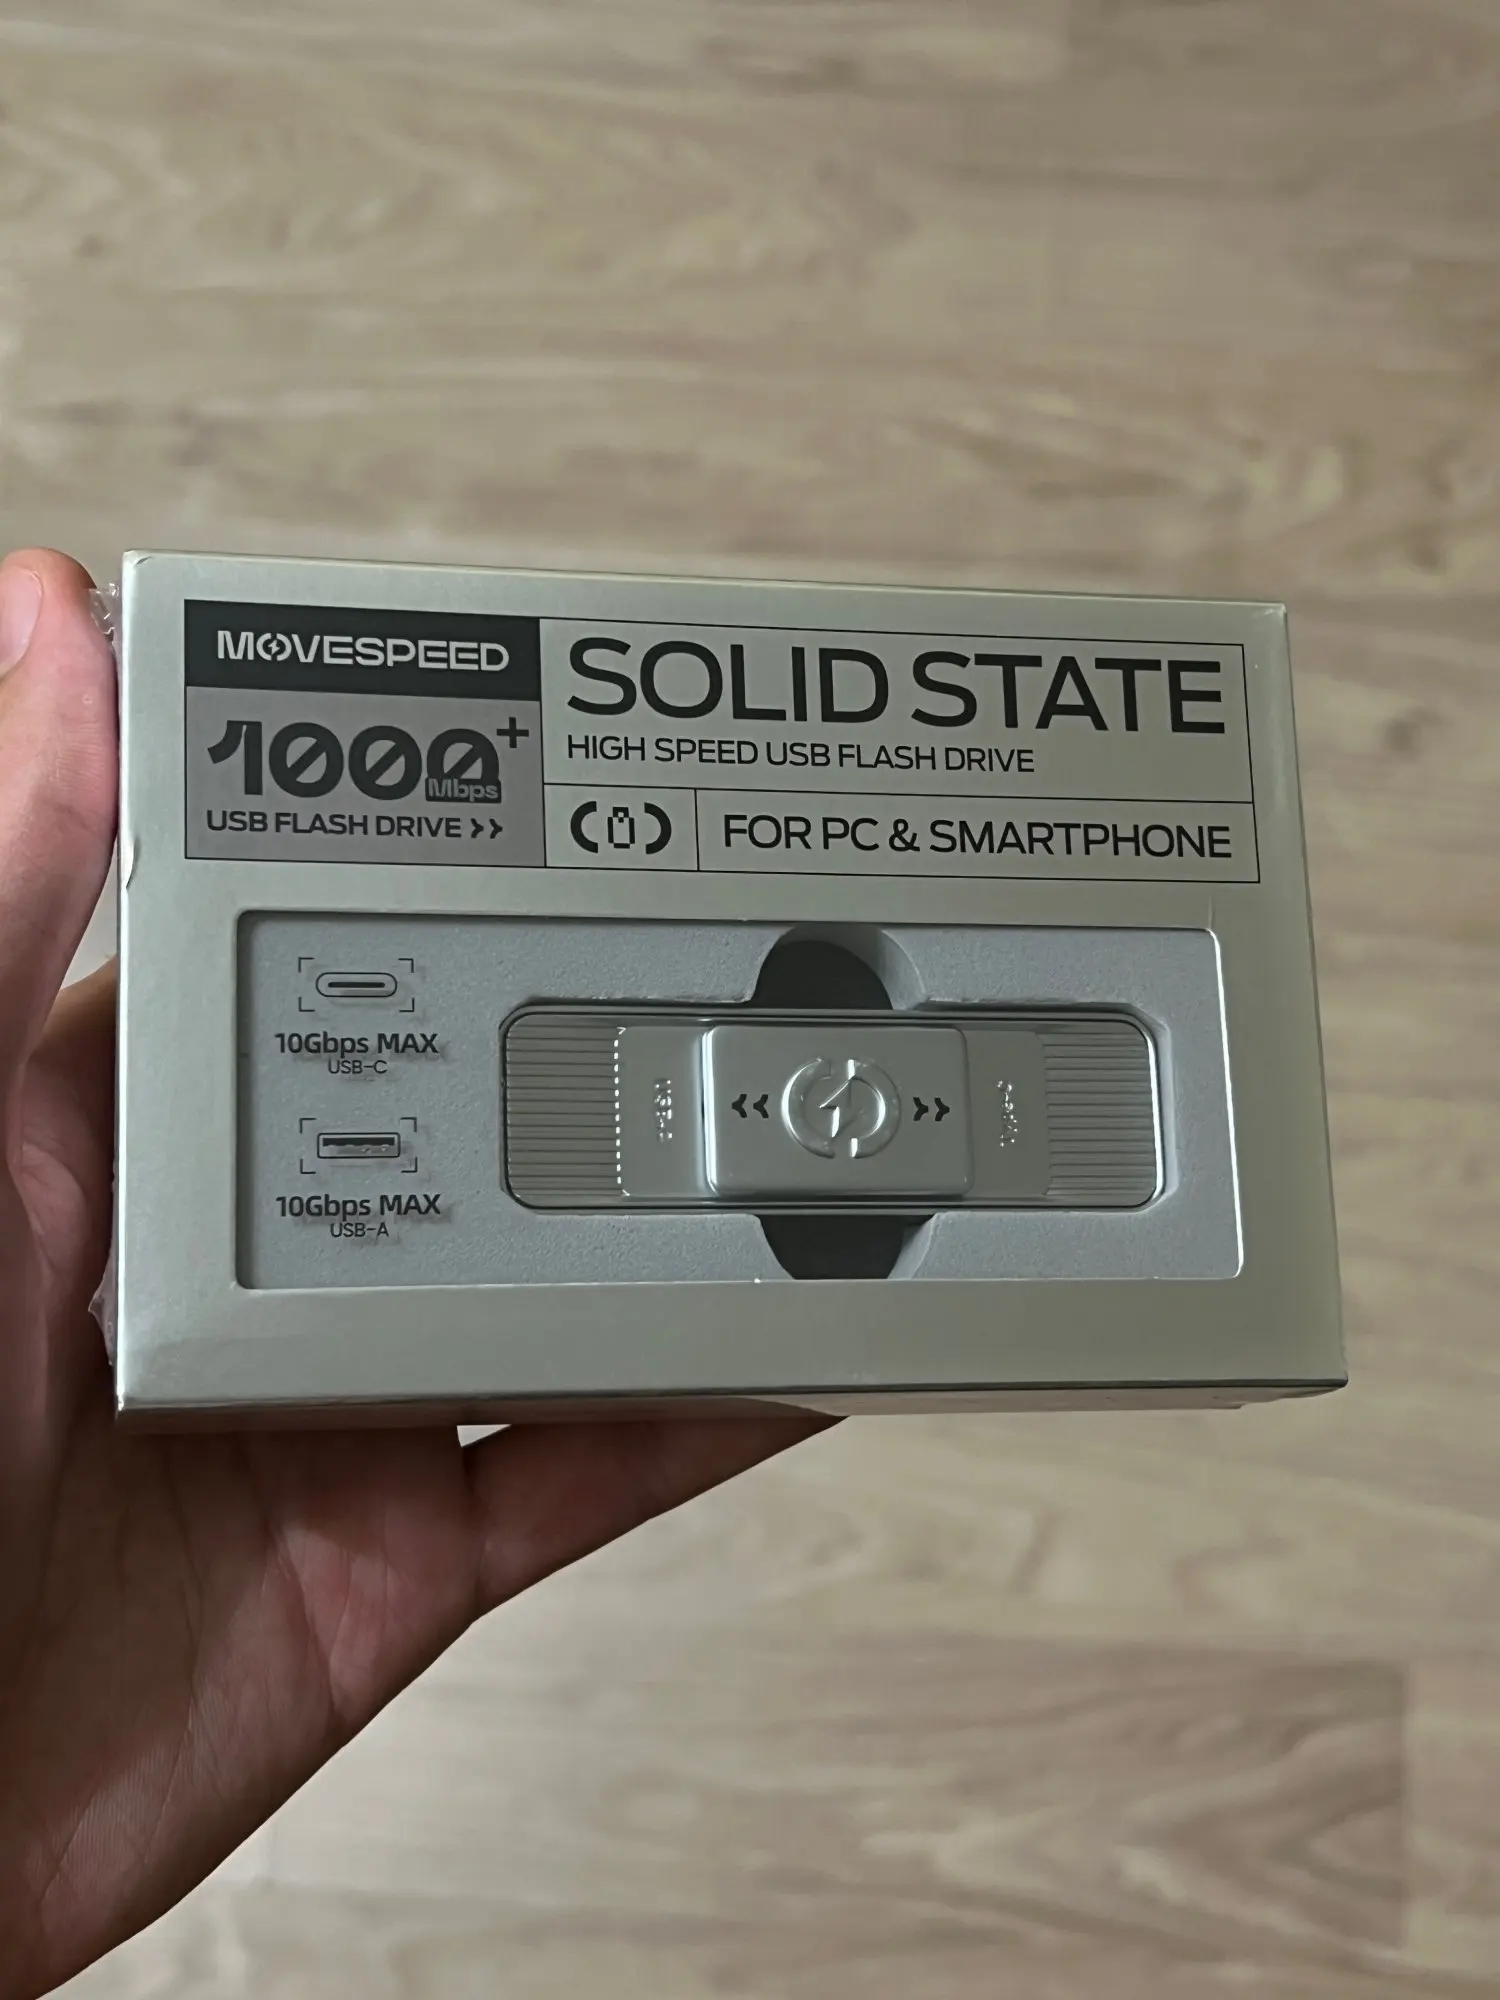 MOVESPEED
1000+
Mbps
USB FLASH DRIVE
SOLID STATE
HIGH SPEED USB FLASH DRIVE
FOR PC & SMARTPHONE
10Gbps MAX
USB-C
10Gbps MAX
USB-A